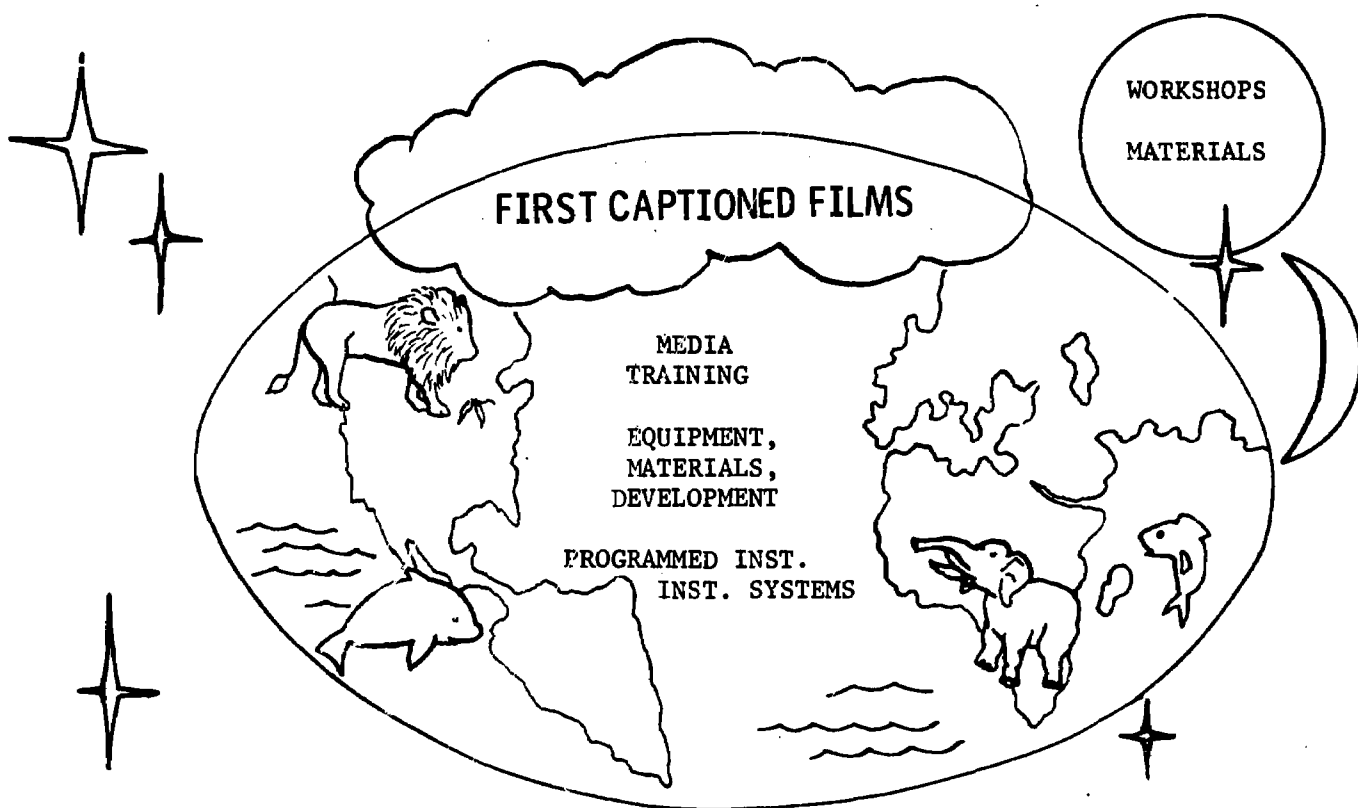 WORKSHOPS
MATERIALS
FIRST CAPTIONED FILMS
MEDIA
TRAINING
EQUIPMENT,
MATERIALS,
DEVELOPMENT
PROGRAMMED INST.
INST. SYSTEMS